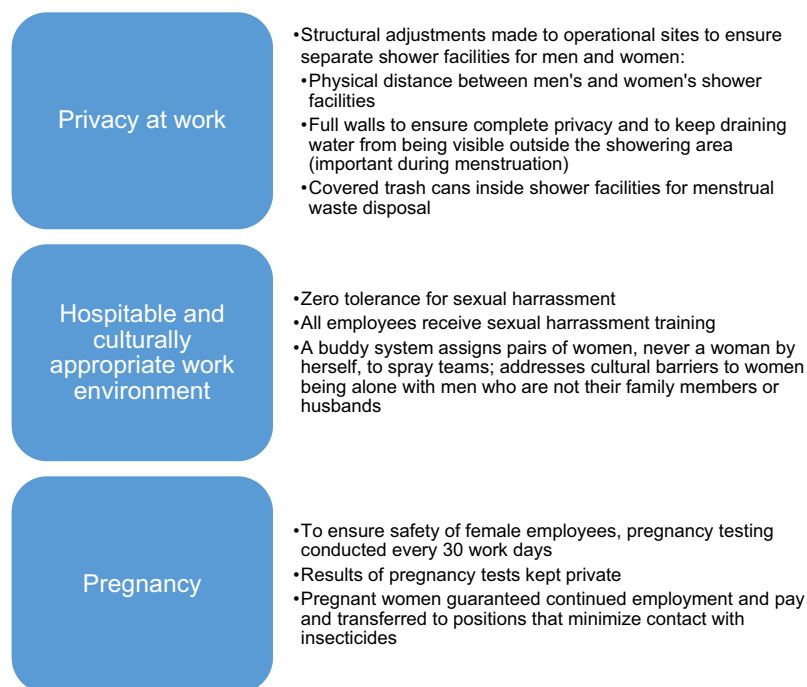 Privacy at work
•Structural adjustments made to operational sites to ensure
separate shower facilities for men and women:
•Physical distance between men's and women's shower
facilities
•Full walls to ensure complete privacy and to keep draining
water from being visible outside the showering area
(important during menstruation)
•Covered trash cans inside shower facilities for menstrual
waste disposal
Hospitable and
culturally
appropriate work
environment
•Zero tolerance for sexual harrassment
•All employees receive sexual harrassment training
•A buddy system assigns pairs of women, never a woman by
herself, to spray teams; addresses cultural barriers to women
being alone with men who are not their family members or
husbands
Pregnancy
•To ensure safety of female employees, pregnancy testing
conducted every 30 work days
•Results of pregnancy tests kept private
•Pregnant women guaranteed continued employment and pay
and transferred to positions that minimize contact with
insecticides